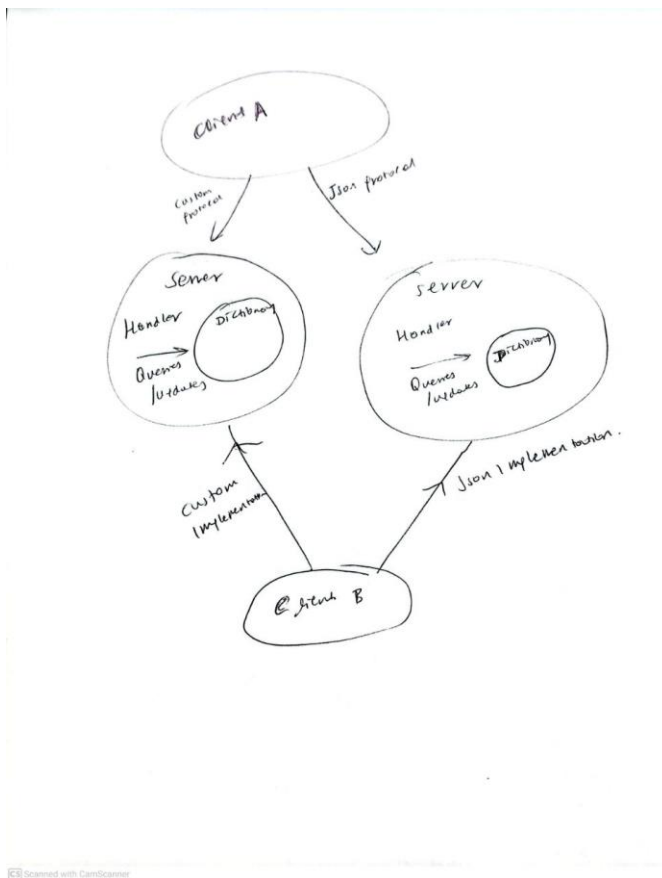 Client A
Custom
Protocol
Json protocol
Server
Dictionary
Handler
Queries
/Updates
server
Handler
Dictionary
Queries
/Updates
Custom
Implementation
Json Implementation.
Client B
CS Scanned with CamScanner